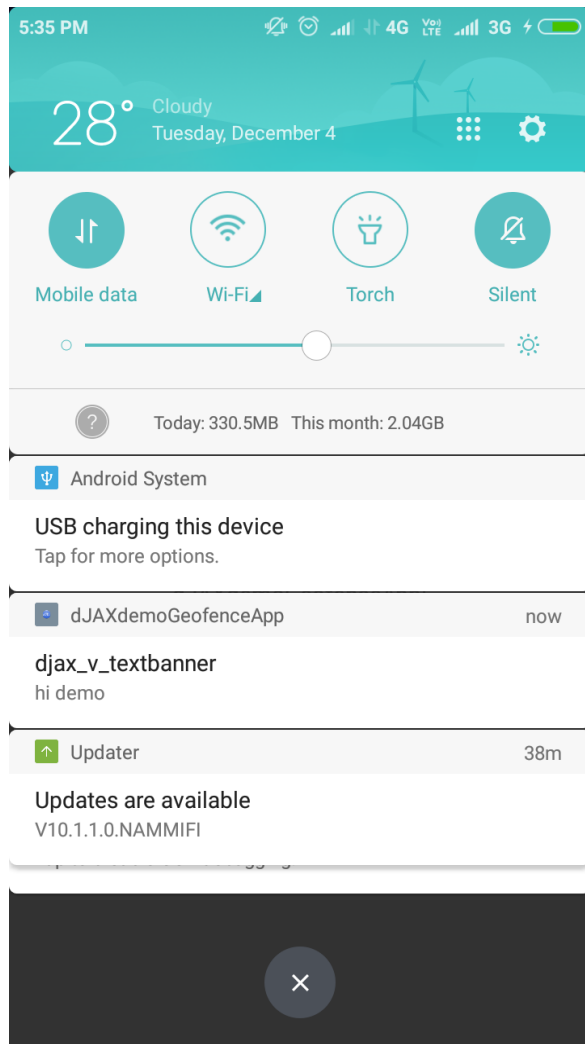 5:35 PM
4G VoLTE 3G
28°
Cloudy
Tuesday, December 4
Mobile data
Wi-Fi
Torch
Silent
? Today: 330.5MB This month: 2.04GB
Android System
USB charging this device
Tap for more options.
dJAXdemoGeofenceApp now
djax_v_textbanner
hi demo
Updater 38m
Updates are available
V10.1.1.0.NAMMIFI